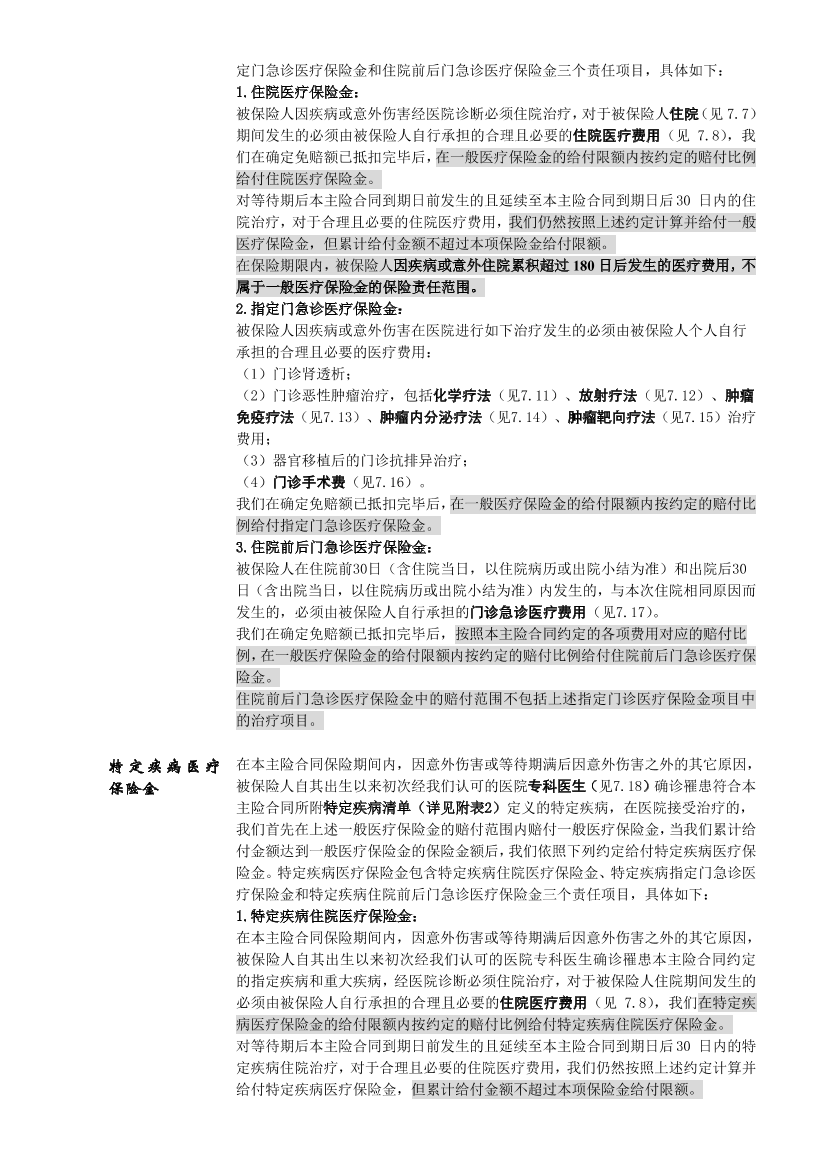 定门急诊医疗保险金和住院前后门急诊医疗保险金三个责任项目，具体如下：
1.住院医疗保险金：
被保险人因疾病或意外伤害经医院诊断必须住院治疗，对于被保险人住院（见 7.7）
期间发生的必须由被保险人自行承担的合理且必要的住院医疗费用（见 7.8），我
们在确定免赔额已抵扣完毕后，在一般医疗保险金的给付限额内按约定的赔付比例
给付住院医疗保险金。
对等待期后本主险合同到期日前发生的且延续至本主险合同到期日后 30 日内的住
院治疗，对于合理且必要的住院医疗费用，我们仍然按照上述约定计算并给付一般
医疗保险金，但累计给付金额不超过本项保险金给付限额。
在保险期限内，被保险人因疾病或意外住院累积超过 180 日后发生的医疗费用，不
属于一般医疗保险金的保险责任范围。
2.指定门急诊医疗保险金：
被保险人因疾病或意外伤害在医院进行如下治疗发生的必须由被保险人个人自行
承担的合理且必要的医疗费用：
（1）门诊肾透析；
（2）门诊恶性肿瘤治疗，包括化学疗法（见7.11）、放射疗法（见7.12）、肿瘤
免疫疗法（见7.13）、肿瘤内分泌疗法（见7.14）、肿瘤靶向疗法（见7.15）治疗
费用；
（3）器官移植后的门诊抗排异治疗；
（4）门诊手术费（见7.16）。
我们在确定免赔额已抵扣完毕后，在一般医疗保险金的给付限额内按约定的赔付比
例给付指定门急诊医疗保险金。
3.住院前后门急诊医疗保险金：
被保险人在住院前30日（含住院当日，以住院病历或出院小结为准）和出院后30
日（含出院当日，以住院病历或出院小结为准）内发生的，与本次住院相同原因而
发生的，必须由被保险人自行承担的门诊急诊医疗费用（见7.17）。
我们在确定免赔额已抵扣完毕后，按照本主险合同约定的各项费用对应的赔付比
例，在一般医疗保险金的给付限额内按约定的赔付比例给付住院前后门急诊医疗保
险金。
住院前后门急诊医疗保险金中的赔付范围不包括上述指定门诊医疗保险金项目中
的治疗项目。
特定疾病医疗
保险金
在本主险合同保险期间内，因意外伤害或等待期满后因意外伤害之外的其它原因，
被保险人自其出生以来初次经我们认可的医院专科医生（见7.18）确诊罹患符合本
主险合同所附特定疾病清单（详见附表2）定义的特定疾病，在医院接受治疗的，
我们首先在上述一般医疗保险金的赔付范围内赔付一般医疗保险金，当我们累计给
付金额达到一般医疗保险金的保险金额后，我们依照下列约定给付特定疾病医疗保
险金。特定疾病医疗保险金包含特定疾病住院医疗保险金、特定疾病指定门急诊医
疗保险金和特定疾病住院前后门急诊医疗保险金三个责任项目，具体如下：
1.特定疾病住院医疗保险金：
在本主险合同保险期间内，因意外伤害或等待期满后因意外伤害之外的其它原因，
被保险人自其出生以来初次经我们认可的医院专科医生确诊罹患本主险合同约定
的指定疾病和重大疾病，经医院诊断必须住院治疗，对于被保险人住院期间发生的
必须由被保险人自行承担的合理且必要的住院医疗费用（见 7.8），我们在特定疾
病医疗保险金的给付限额内按约定的赔付比例给付特定疾病住院医疗保险金。
对等待期后本主险合同到期日前发生的且延续至本主险合同到期日后 30 日内的特
定疾病住院治疗，对于合理且必要的住院医疗费用，我们仍然按照上述约定计算并
给付特定疾病医疗保险金，但累计给付金额不超过本项保险金给付限额。